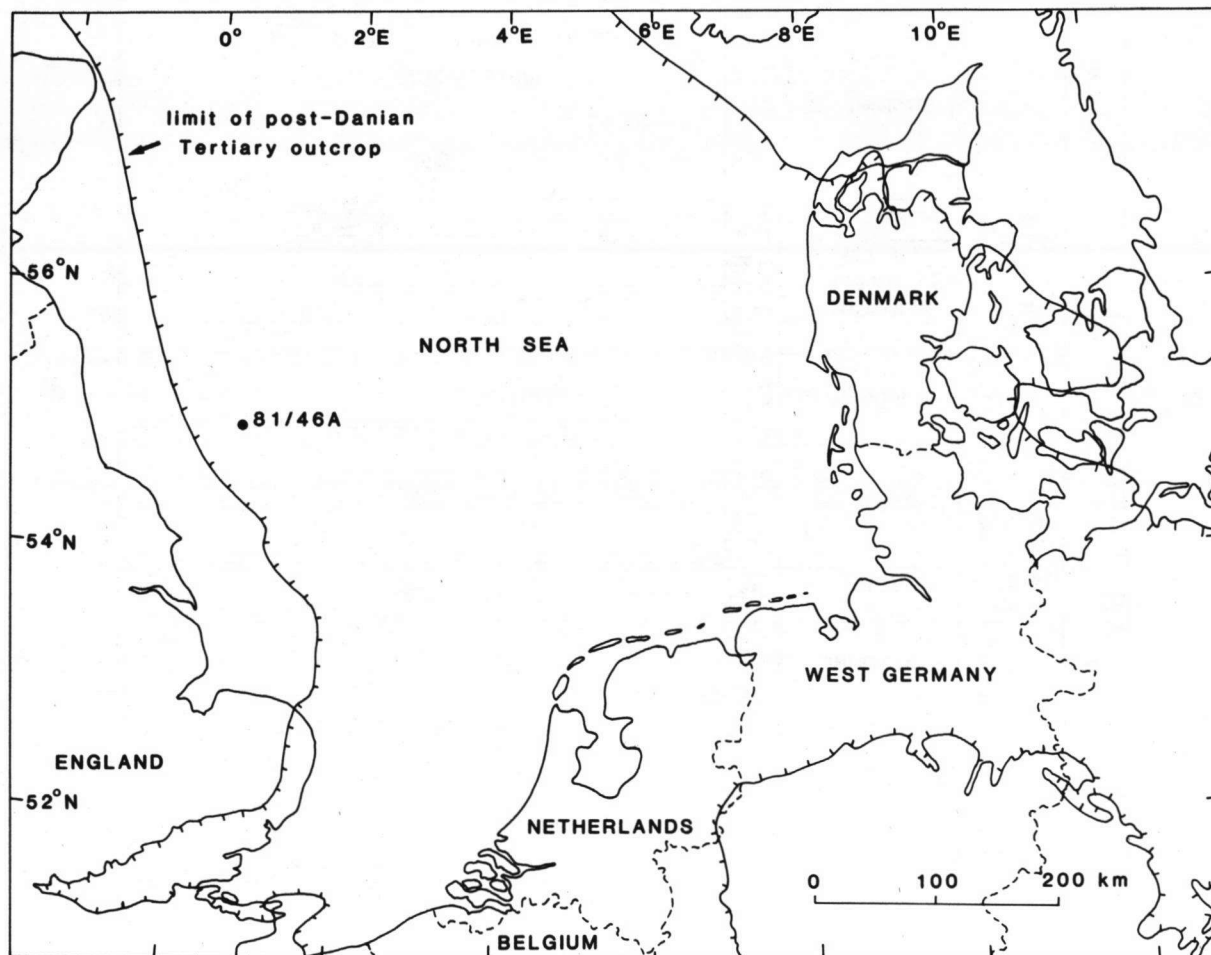 0° 2°E 4°E 6°E 8°E 10°E
limit of post-Danian
Tertiary outcrop
56°N
DENMARK
NORTH SEA
81/46A
54°N
WEST GERMANY
ENGLAND
52°N
NETHERLANDS
0 100 200 km
BELGIUM